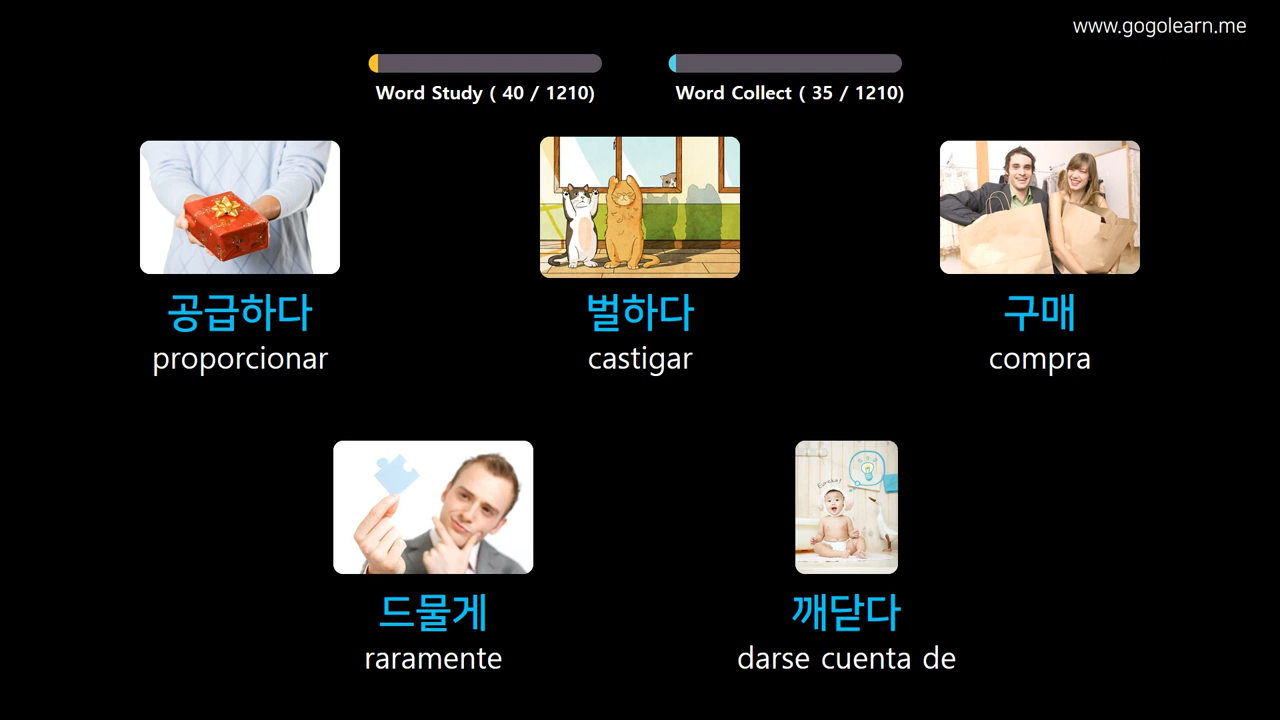 www.gogolearn.me
Word Study ( 40 / 1210)
Word Collect ( 35 / 1210)
공급하다
proporcionar
벌하다
castigar
구매
compra
Eureka!
드물게
raramente
깨닫다
darse cuenta de